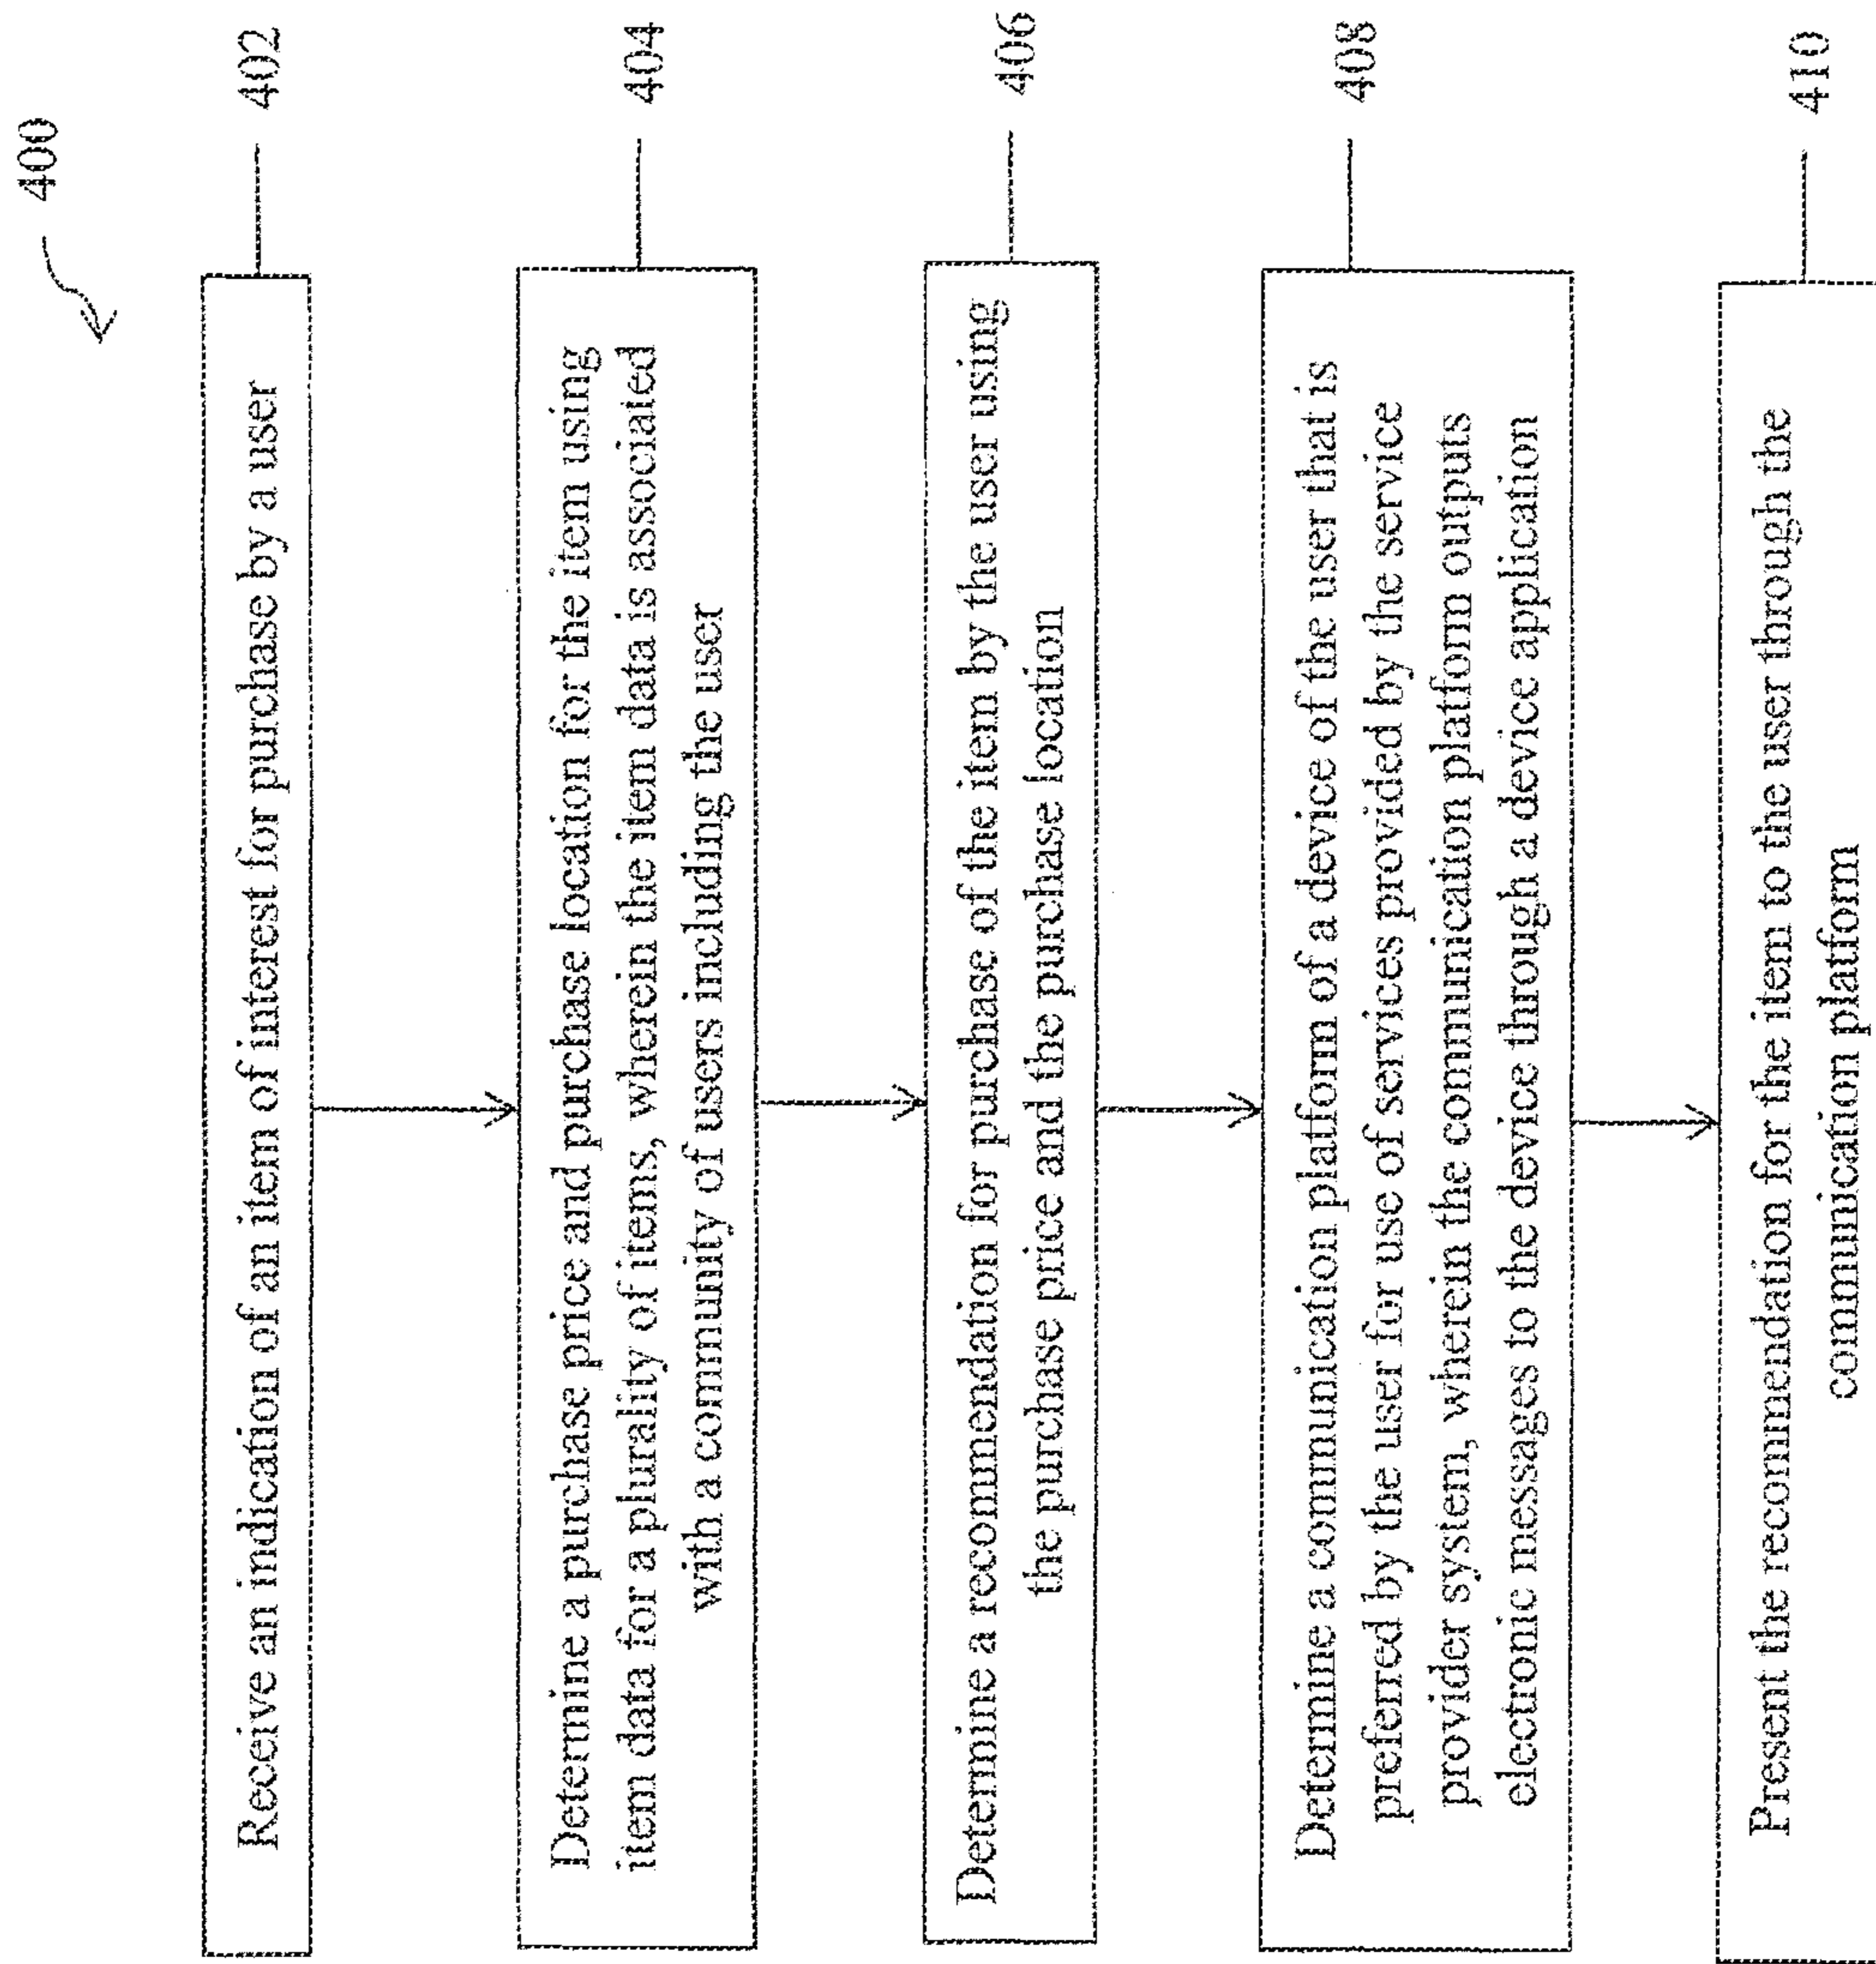 400
Receive an indication of an item of interest for purchase by a user
402
Determine a purchase price and purchase location for the item using
item data for a plurality of items, wherein the item data is associated
with a community of users including the user
404
Determine a recommendation for purchase of the item by the user using
the purchase price and the purchase location
406
Determine a communication platform of a device of the user that is
preferred by the user for use of services provided by the service
provider system, wherein the communication platform outputs
electronic messages to the device through a device application
408
Present the recommendation for the item to the user through the
communication platform
410